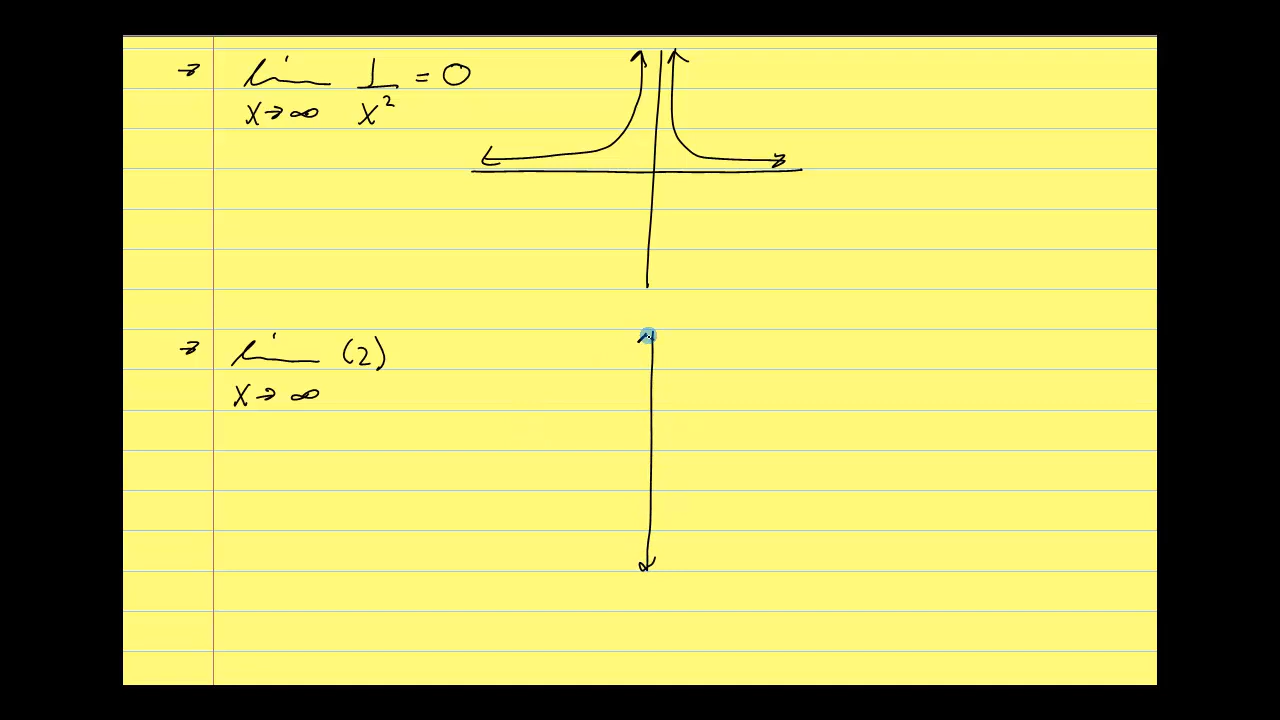 → lim 1/x² = 0
x→∞
→ lim (2)
x→∞